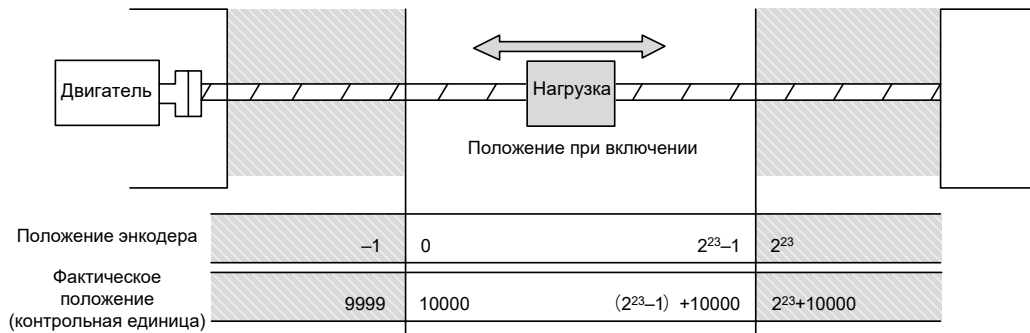 Двигатель
Нагрузка
Положение при включении
Положение энкодера
–1
0
2²³–1
2²³
Фактическое
положение
(контрольная единица)
9999
10000
（2²³–1）+10000
2²³+10000